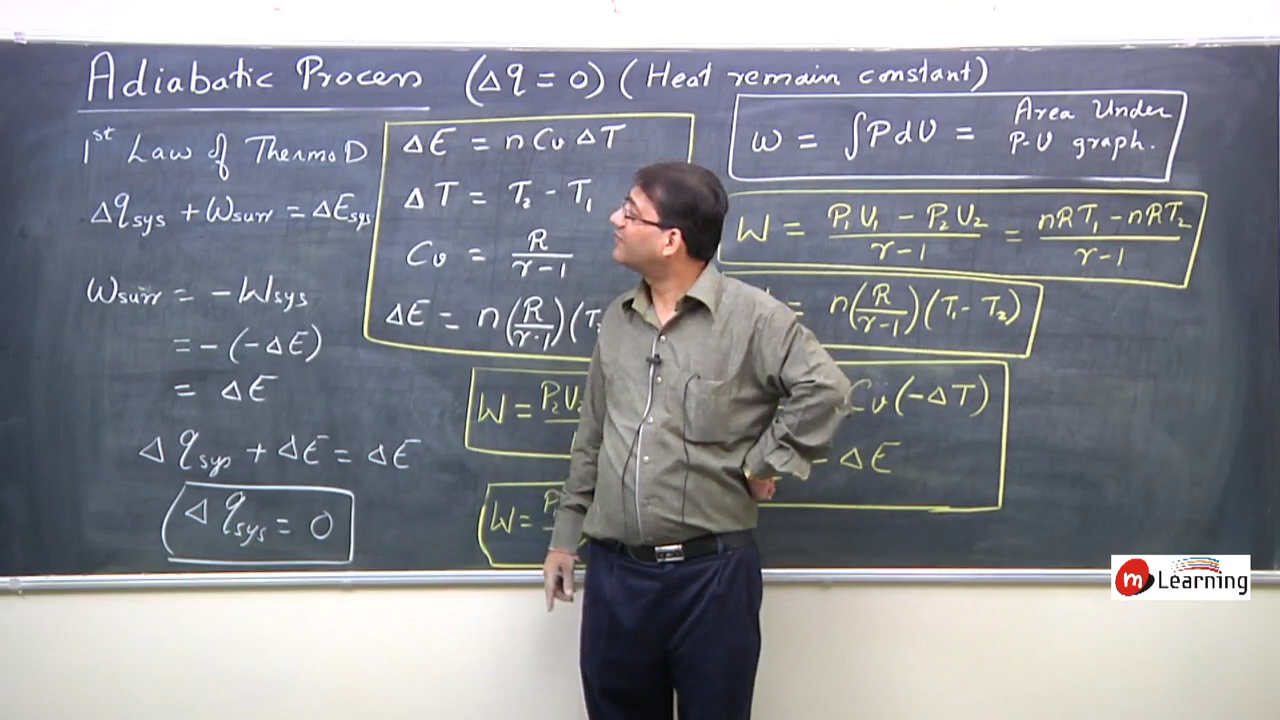 Adiabatic Process (Δq = 0) (Heat remain constant)
1st Law of ThermoD
Δqsys + Wsurr = ΔEsys
Wsurr = -Wsys
= -(-ΔE)
= ΔE
Δqsys + ΔE = ΔE
Δqsys = 0
ΔE = nCv ΔT
ΔT = T2 - T1
Cv = R/(r-1)
ΔE = n(R/(r-1))(T2
W = P2V2
W = P
W = ∫PdV = Area Under P-V graph.
W = (P1V1 - P2V2)/(r-1) = (nRT1 - nRT2)/(r-1)
= n(R/(r-1))(T1 - T2)
Cv(-ΔT)
- ΔE
m Learning